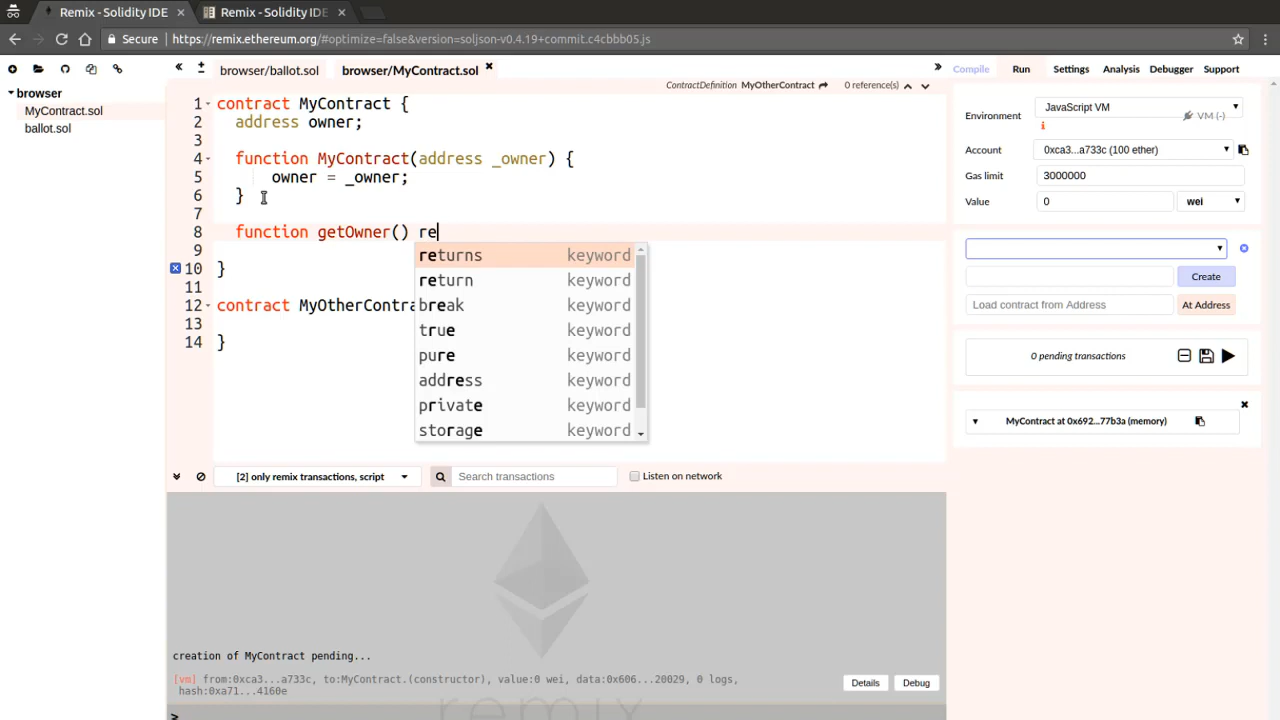 Remix - Solidity IDE
Remix - Solidity IDE
Secure
https://remix.ethereum.org/#optimize=false&version=soljson-v0.4.19+commit.c4cbbb05.js
browser
MyContract.sol
ballot.sol
browser/ballot.sol
browser/MyContract.sol
ContractDefinition MyOtherContract
0 reference(s)
1 contract MyContract {
2 address owner;
3
4 function MyContract(address _owner) {
5 owner = _owner;
6 }
7
8 function getOwner() re
9
10 }
11
12 contract MyOtherContra
13
14 }
returns keyword
return keyword
break keyword
true keyword
pure keyword
address keyword
private keyword
storage keyword
[2] only remix transactions, script
Search transactions
Listen on network
creation of MyContract pending...
[vm] from:0xca3...a733c, to:MyContract.(constructor), value:0 wei, data:0x606...20029, 0 logs,
hash:0xa71...4160e
Details
Debug
remix
>
Compile
Run
Settings
Analysis
Debugger
Support
Environment
JavaScript VM
VM (-)
Account
0xca3...a733c (100 ether)
Gas limit
3000000
Value
0
wei
Create
Load contract from Address
At Address
0 pending transactions
MyContract at 0x692...77b3a (memory)